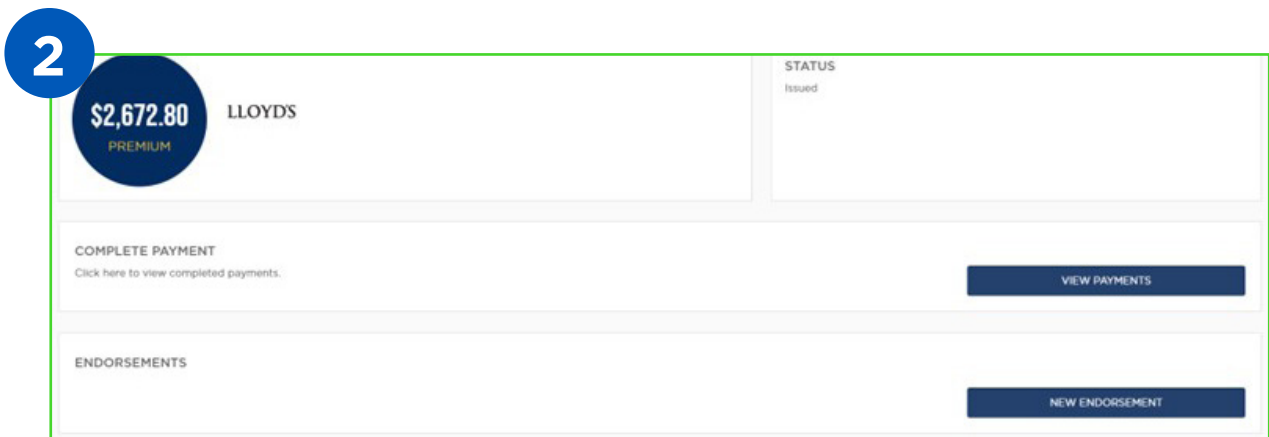 2
$2,672.80
PREMIUM
LLOYD'S
STATUS
Issued
COMPLETE PAYMENT
Click here to view completed payments.
VIEW PAYMENTS
ENDORSEMENTS
NEW ENDORSEMENT